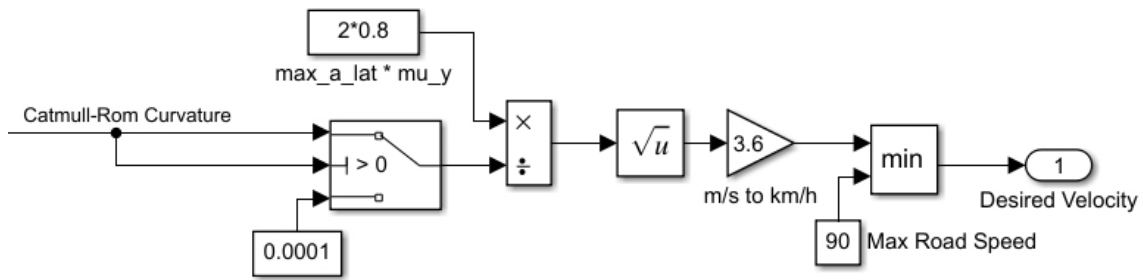 2*0.8
max_a_lat * mu_y
Catmull-Rom Curvature
> 0
0.0001
×
÷
√u
3.6
m/s to km/h
min
90
Max Road Speed
1
Desired Velocity